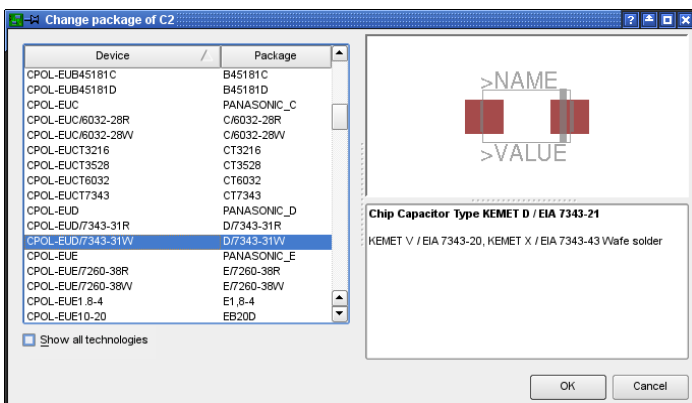 Change package of C2
Device Package
CPOL-EUB45181C B45181C
CPOL-EUB45181D B45181D
CPOL-EUC PANASONIC_C
CPOL-EUC/6032-28R C/6032-28R
CPOL-EUC/6032-28W C/6032-28W
CPOL-EUCT3216 CT3216
CPOL-EUCT3528 CT3528
CPOL-EUCT6032 CT6032
CPOL-EUCT7343 CT7343
CPOL-EUD PANASONIC_D
CPOL-EUD/7343-31R D/7343-31R
CPOL-EUD/7343-31W D/7343-31W
CPOL-EUE PANASONIC_E
CPOL-EUE/7260-38R E/7260-38R
CPOL-EUE/7260-38W E/7260-38W
CPOL-EUE1.8-4 E1,8-4
CPOL-EUE10-20 EB20D
Show all technologies
>NAME
>VALUE
Chip Capacitor Type KEMET D / EIA 7343-21
KEMET V / EIA 7343-20, KEMET X / EIA 7343-43 Wafe solder
OK Cancel